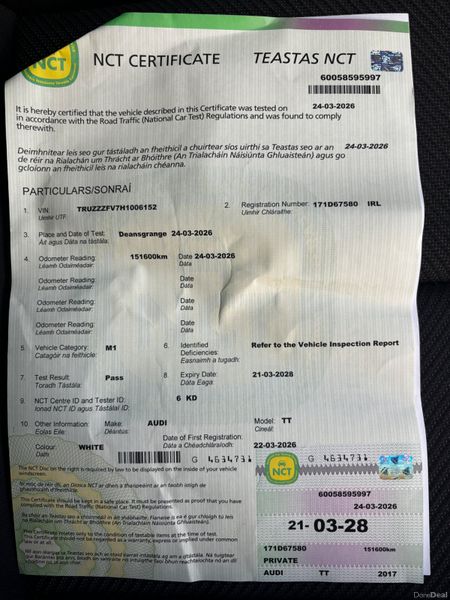 NCT
NCT CERTIFICATE TEASTAS NCT
60058595997
It is hereby certified that the vehicle described in this Certificate was tested on 24-03-2026
in accordance with the Road Traffic (National Car Test) Regulations and was found to comply
therewith.
Deimhnítear leis seo gur tástáladh an fheithicil a chuirtear síos uirthi sa Teastas seo ar an 24-03-2026
de réir na Rialachán um Thrácht ar Bhóithre (An Trialacháin Náisiúnta Ghluaisteán) agus go
gcloíonn an fheithicil leis na rialacháin chéanna.
PARTICULARS/SONRAÍ
1. VIN: TRUZZZFV7H1006152 2. Registration Number: 171D67580 IRL
Uimhir UTF Uimhir Chláraithe:
3. Place and Date of Test: Deansgrange 24-03-2026
Áit agus Dáta na tástála:
4. Odometer Reading: 151600km Date 24-03-2026
Léamh Odaiméadair: Dáta
Odometer Reading: Date
Léamh Odaiméadair: Dáta
Odometer Reading: Date
Léamh Odaiméadair: Dáta
Odometer Reading: Date
Léamh Odaiméadair: Dáta
5. Vehicle Category: M1 6. Identified Deficiencies: Refer to the Vehicle Inspection Report
Catagóir na feithicle: Easnaimh a tugadh:
7. Test Result: Pass 8. Expiry Date: 21-03-2028
Toradh Tástála: Dáta Eaga:
9. NCT Centre ID and Tester ID: 6 KD
Ionad NCT ID agus Tástálaí ID:
10 Other Information: Make: AUDI Model: TT
Eolas Eile: Déantús: Cineál:
Colour: WHITE Date of First Registration: 22-03-2026
Dath: Dáta a Chéadchláraithe:
G 4634731 G 4634731
The NCT Disc on the right is required by law to be displayed on the inside of your vehicle
windscreen.
This Certificate should be kept in a safe place. It must be presented as proof that you have
complied with the Road Traffic (National Car Test) Regulations.
This Certificate relates only to the condition of testable items at the time of test.
This Certificate should not be regarded as a warranty, express or implied under common
law or at all.
NCT
60058595997
24-03-2026
21-03-28
171D67580 151600km
PRIVATE
AUDI TT 2017
DoneDeal